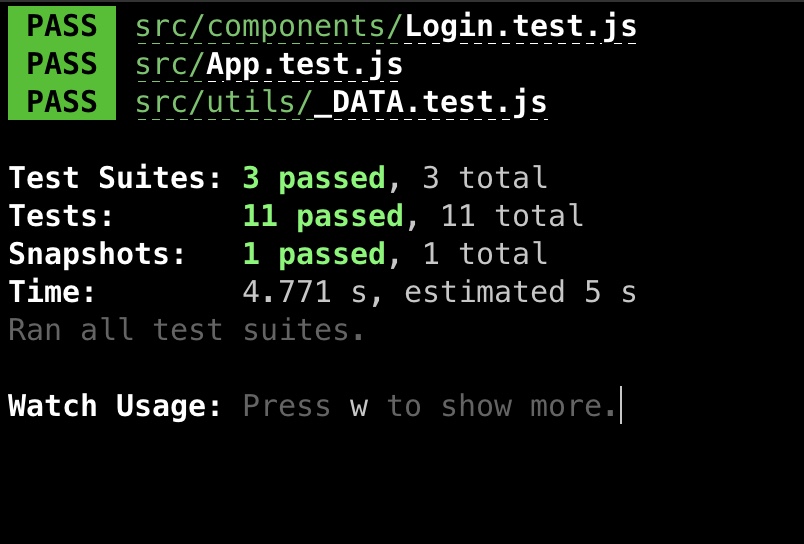 PASS src/components/Login.test.js
PASS src/App.test.js
PASS src/utils/_DATA.test.js
Test Suites: 3 passed, 3 total
Tests: 11 passed, 11 total
Snapshots: 1 passed, 1 total
Time: 4.771 s, estimated 5 s
Ran all test suites.
Watch Usage: Press w to show more.